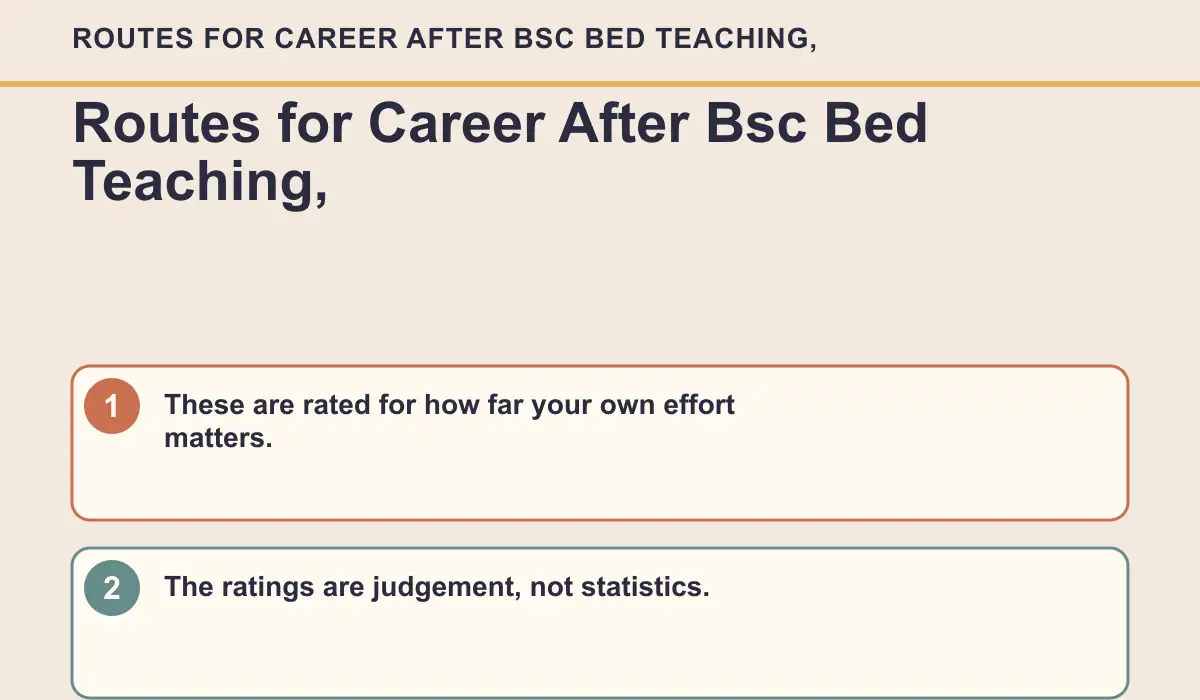 ROUTES FOR CAREER AFTER BSC BED TEACHING,
Routes for Career After Bsc Bed
Teaching,
1
These are rated for how far your own effort
matters.
2
The ratings are judgement, not statistics.